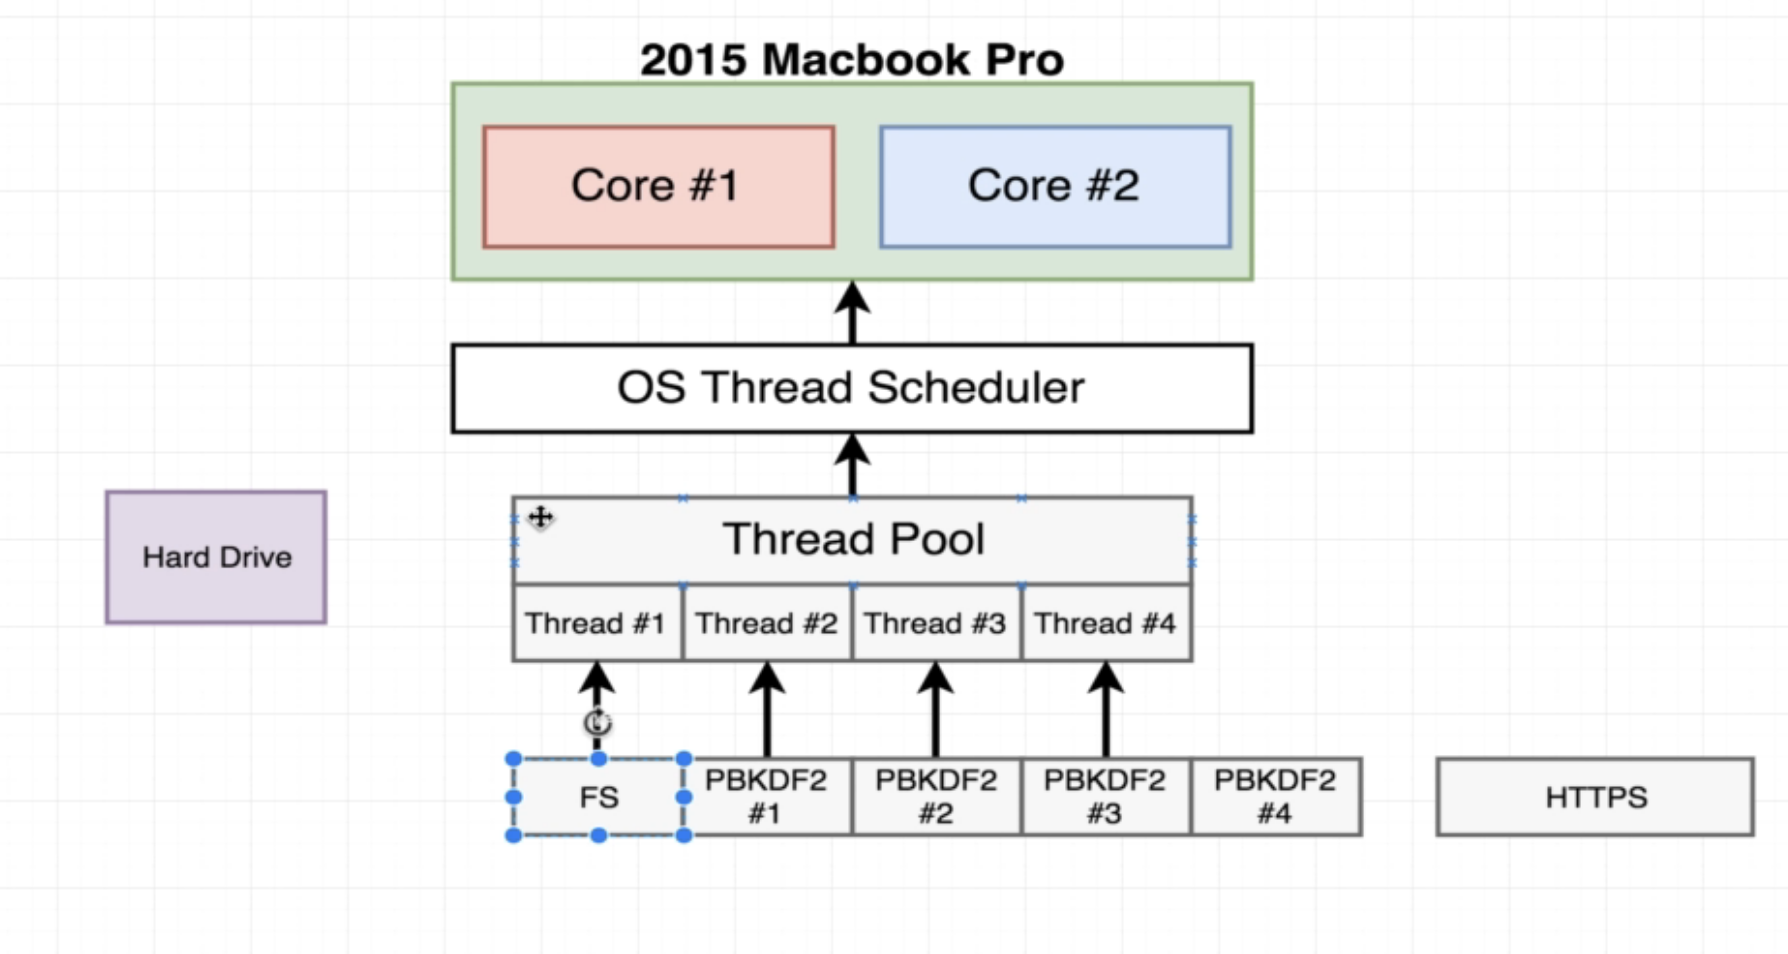 2015 Macbook Pro
Core #1
Core #2
OS Thread Scheduler
Hard Drive
Thread Pool
Thread #1
Thread #2
Thread #3
Thread #4
FS
PBKDF2
#1
PBKDF2
#2
PBKDF2
#3
PBKDF2
#4
HTTPS